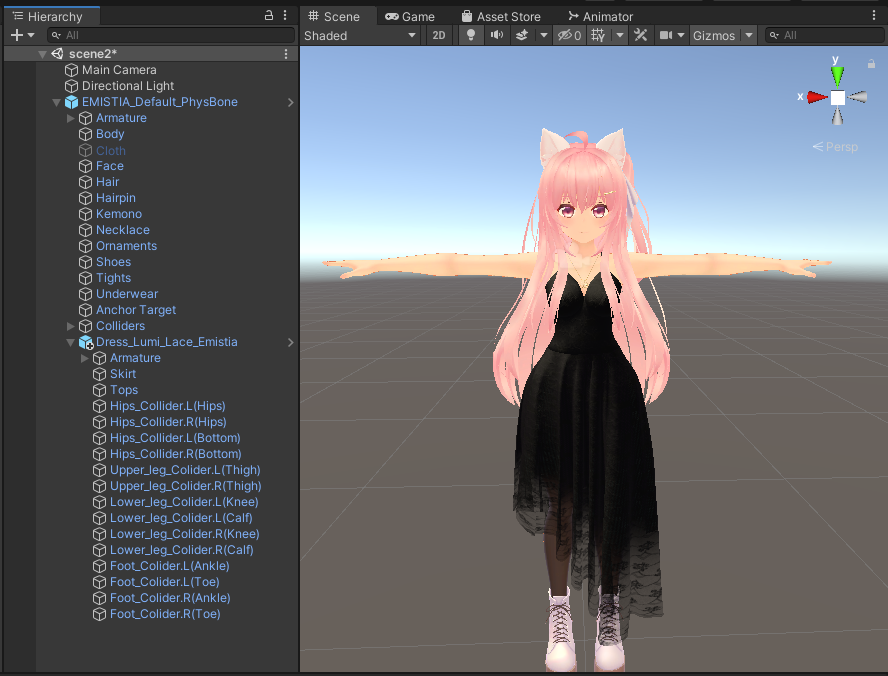 Hierarchy
All
scene2*
Main Camera
Directional Light
EMISTIA_Default_PhysBone
Armature
Body
Cloth
Face
Hair
Hairpin
Kemono
Necklace
Ornaments
Shoes
Tights
Underwear
Anchor Target
Colliders
Dress_Lumi_Lace_Emistia
Armature
Skirt
Tops
Hips_Collider.L(Hips)
Hips_Collider.R(Hips)
Hips_Collider.L(Bottom)
Hips_Collider.R(Bottom)
Upper_leg_Colider.L(Thigh)
Upper_leg_Colider.R(Thigh)
Lower_leg_Colider.L(Knee)
Lower_leg_Colider.L(Calf)
Lower_leg_Colider.R(Knee)
Lower_leg_Colider.R(Calf)
Foot_Colider.L(Ankle)
Foot_Colider.L(Toe)
Foot_Colider.R(Ankle)
Foot_Colider.R(Toe)
Scene Game Asset Store Animator
Shaded 2D 0 Gizmos All
y
x
Persp